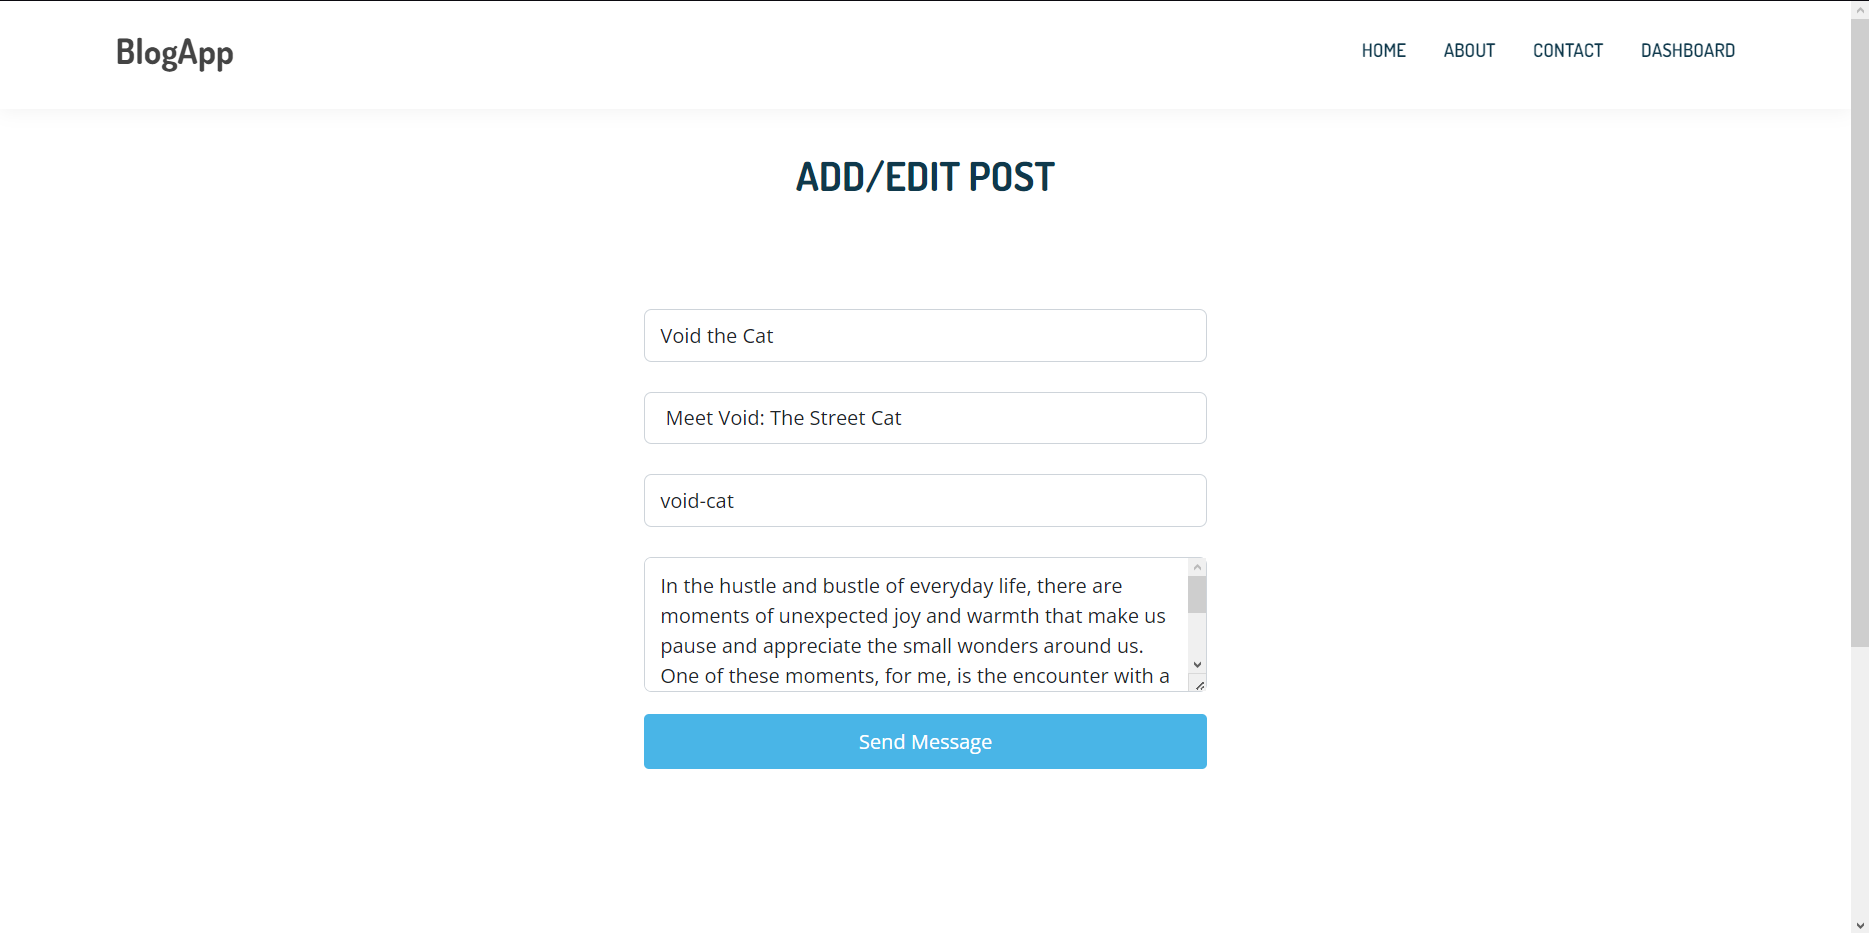 BlogApp
HOME ABOUT CONTACT DASHBOARD
ADD/EDIT POST
Void the Cat
Meet Void: The Street Cat
void-cat
In the hustle and bustle of everyday life, there are
moments of unexpected joy and warmth that make us
pause and appreciate the small wonders around us.
One of these moments, for me, is the encounter with a
Send Message